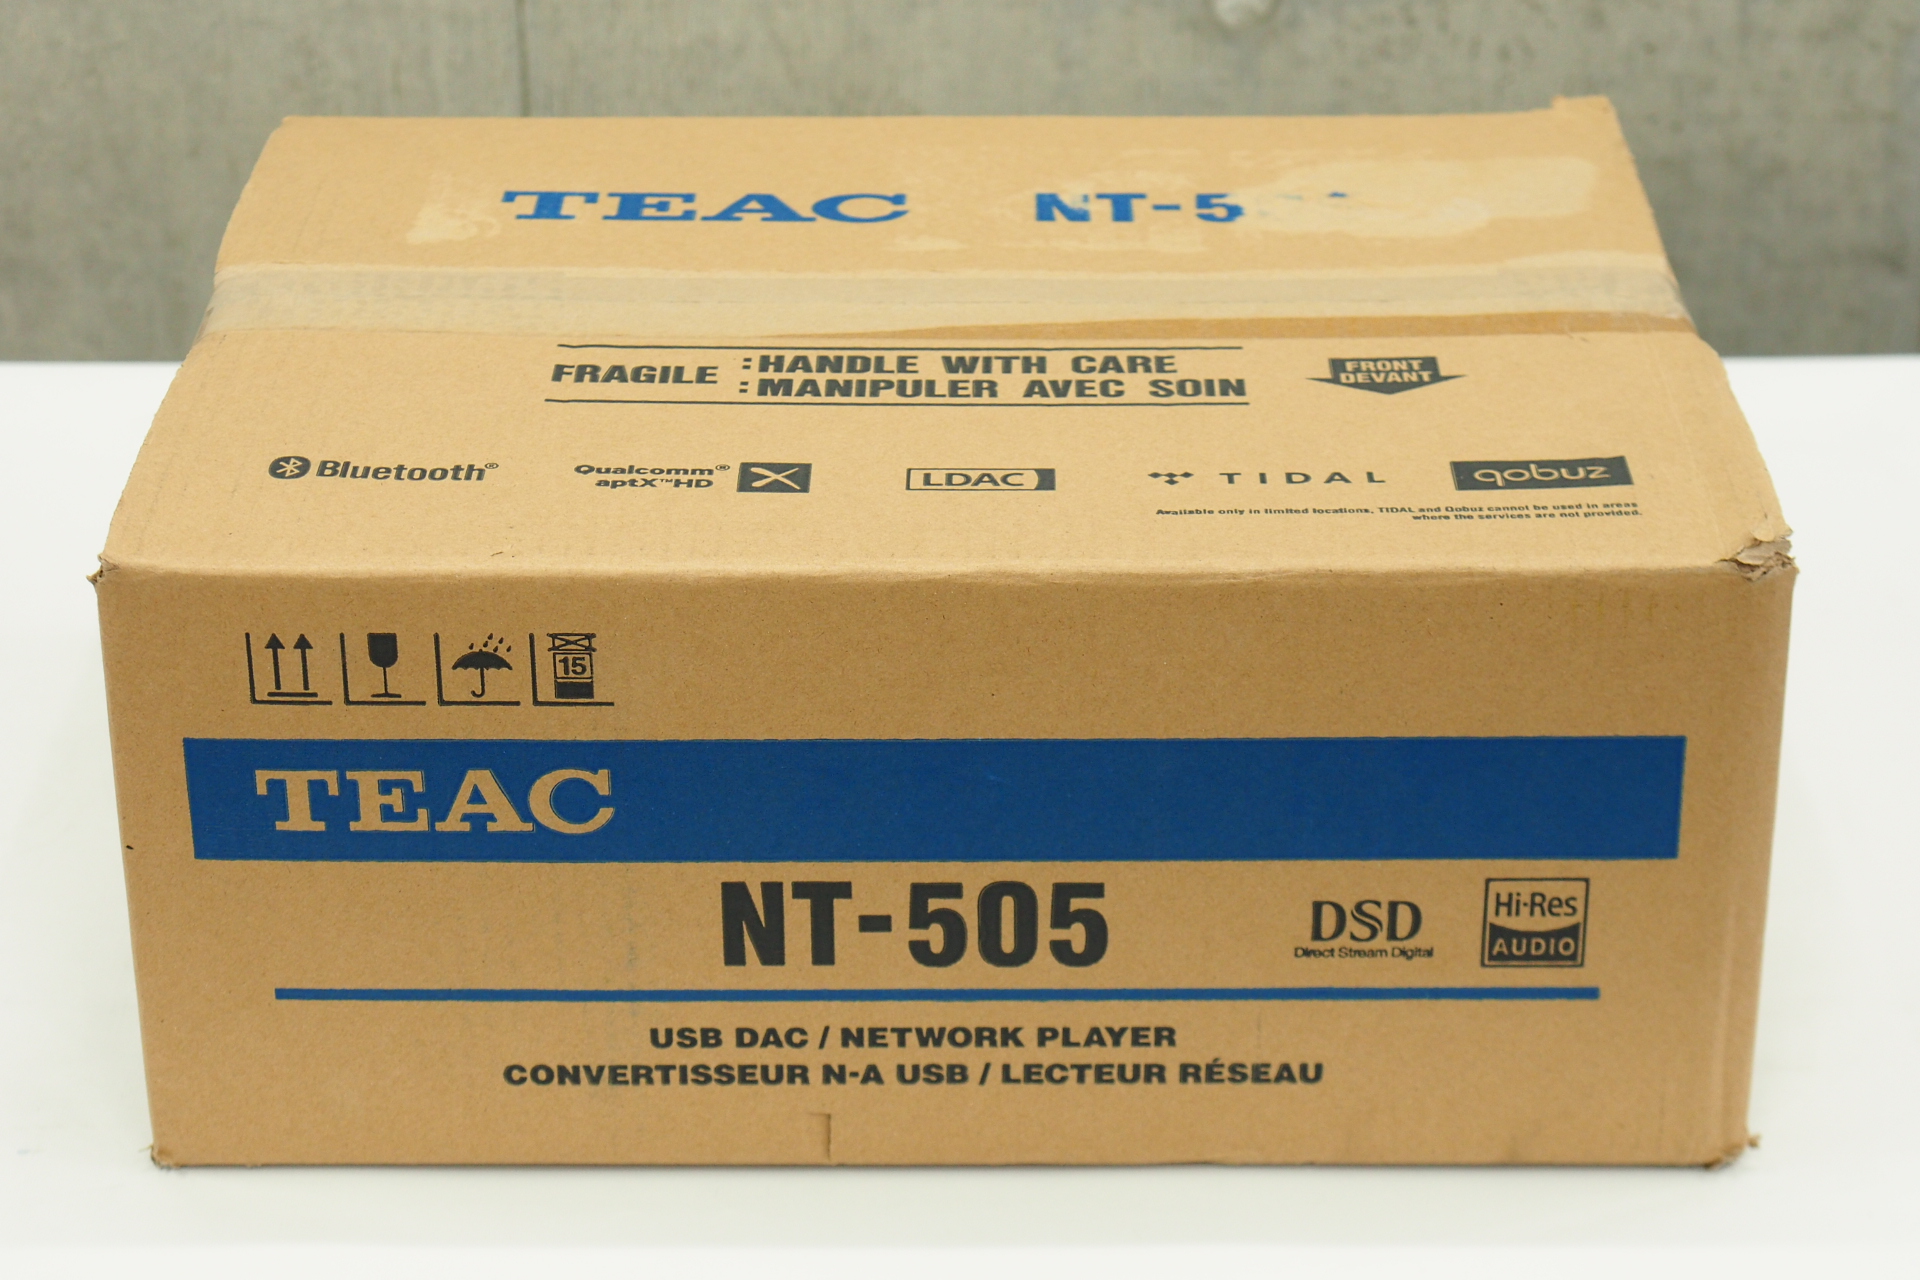 TEAC NT-5
FRAGILE :HANDLE WITH CARE
:MANIPULER AVEC SOIN
FRONT
DEVANT
Bluetooth®
Qualcomm®
aptX™HD
LDAC
TIDAL
qobuz
Available only in limited locations, TIDAL and Qobuz cannot be used in areas
where the services are not provided.
15
TEAC
NT-505
DSD
Direct Stream Digital
Hi-Res
AUDIO
USB DAC / NETWORK PLAYER
CONVERTISSEUR N-A USB / LECTEUR RÉSEAU